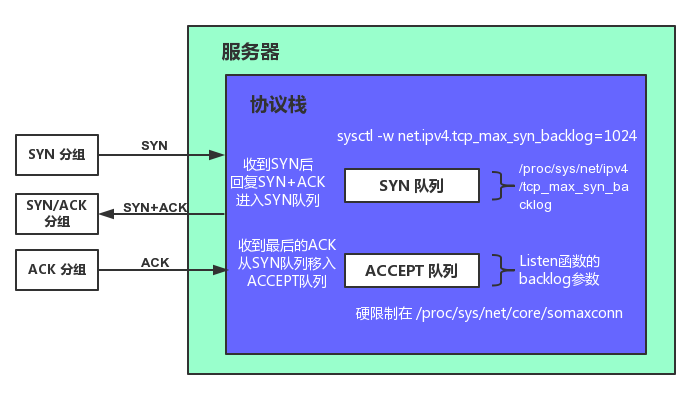 服务器
协议栈
sysctl -w net.ipv4.tcp_max_syn_backlog=1024
SYN 分组
SYN
收到SYN后
回复SYN+ACK
进入SYN队列
SYN 队列
/proc/sys/net/ipv4
/tcp_max_syn_ba
cklog
SYN/ACK
分组
SYN+ACK
ACK 分组
ACK
收到最后的ACK
从SYN队列移入
ACCEPT队列
ACCEPT 队列
Listen函数的
backlog参数
硬限制在 /proc/sys/net/core/somaxconn